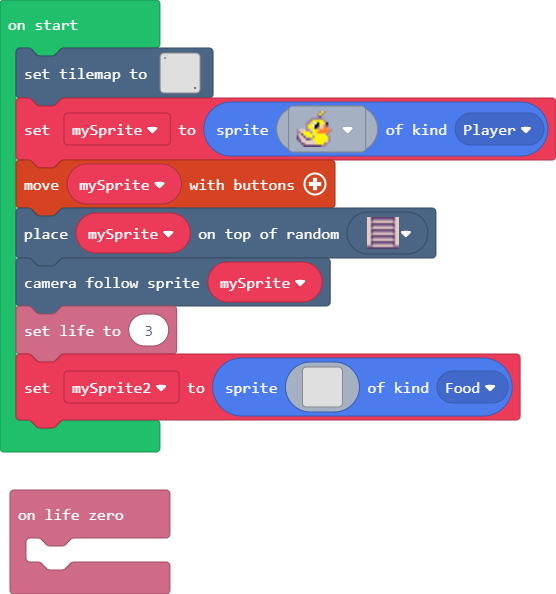 on start
set tilemap to
set mySprite to sprite of kind Player
move mySprite with buttons
place mySprite on top of random
camera follow sprite mySprite
set life to 3
set mySprite2 to sprite of kind Food
on life zero